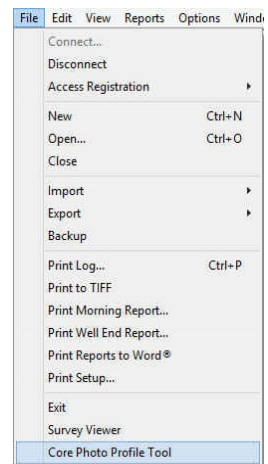 File Edit View Reports Options Wind
Connect...
Disconnect
Access Registration
New Ctrl+N
Open... Ctrl+O
Close
Import
Export
Backup
Print Log... Ctrl+P
Print to TIFF
Print Morning Report...
Print Well End Report...
Print Reports to Word®
Print Setup...
Exit
Survey Viewer
Core Photo Profile Tool